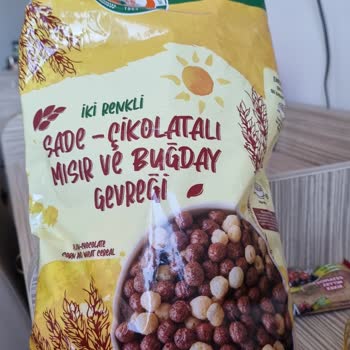 İKİ RENKLİ
SADE - ÇİKOLATALI
MISIR VE BUĞDAY
GEVREĞİ